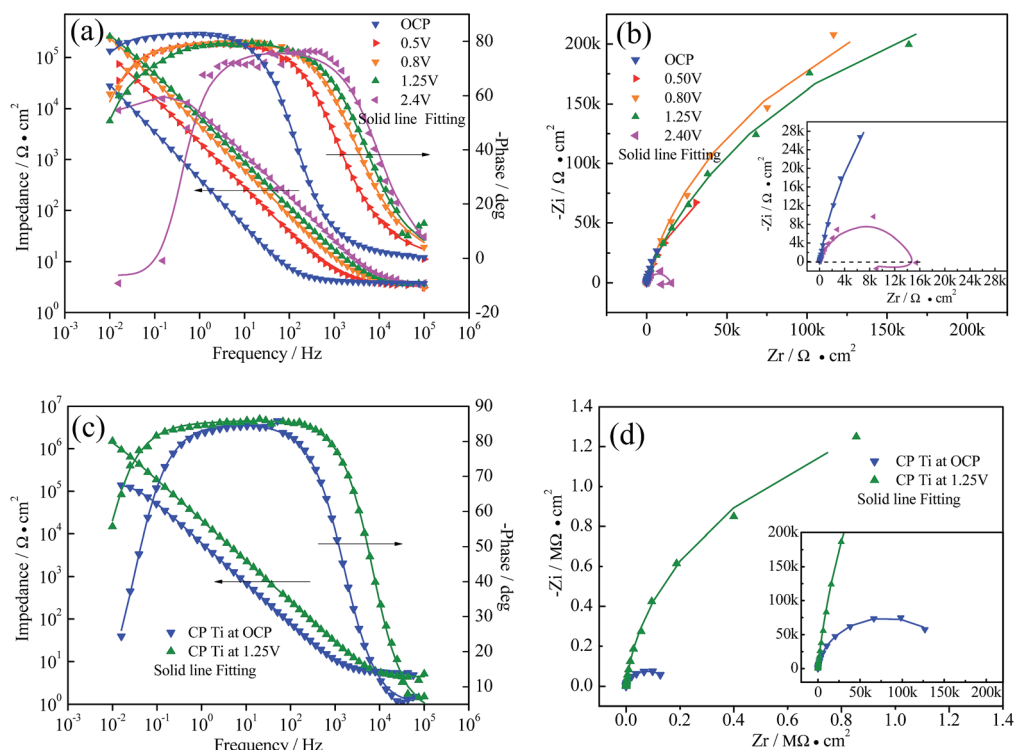 (a)
OCP
0.5V
0.8V
1.25V
2.4V
Solid line Fitting
10^5
10^4
10^3
10^2
10^1
10^0
Impedance / Ω • cm^2
80
60
40
20
0
-20
-Phase / deg
10^-3 10^-2 10^-1 10^0 10^1 10^2 10^3 10^4 10^5 10^6
Frequency / Hz
(b)
OCP
0.50V
0.80V
1.25V
2.40V
Solid line Fitting
200k
150k
100k
50k
0
-Zi / Ω • cm^2
0 50k 100k 150k 200k
Zr / Ω • cm^2
28k
24k
20k
16k
12k
8k
4k
0
-Zi / Ω • cm^2
0 4k 8k 12k 16k 20k 24k 28k
Zr / Ω • cm^2
(c)
CP Ti at OCP
CP Ti at 1.25V
Solid line Fitting
10^7
10^6
10^5
10^4
10^3
10^2
10^1
10^0
Impedance / Ω • cm^2
90
80
70
60
50
40
30
20
10
-Phase / deg
10^-3 10^-2 10^-1 10^0 10^1 10^2 10^3 10^4 10^5 10^6
Frequency / Hz
(d)
CP Ti at OCP
CP Ti at 1.25V
Solid line Fitting
1.4
1.2
1.0
0.8
0.6
0.4
0.2
0.0
-Zi / MΩ • cm^2
0.0 0.2 0.4 0.6 0.8 1.0 1.2 1.4
Zr / MΩ • cm^2
200k
150k
100k
50k
0
0 50k 100k 150k 200k